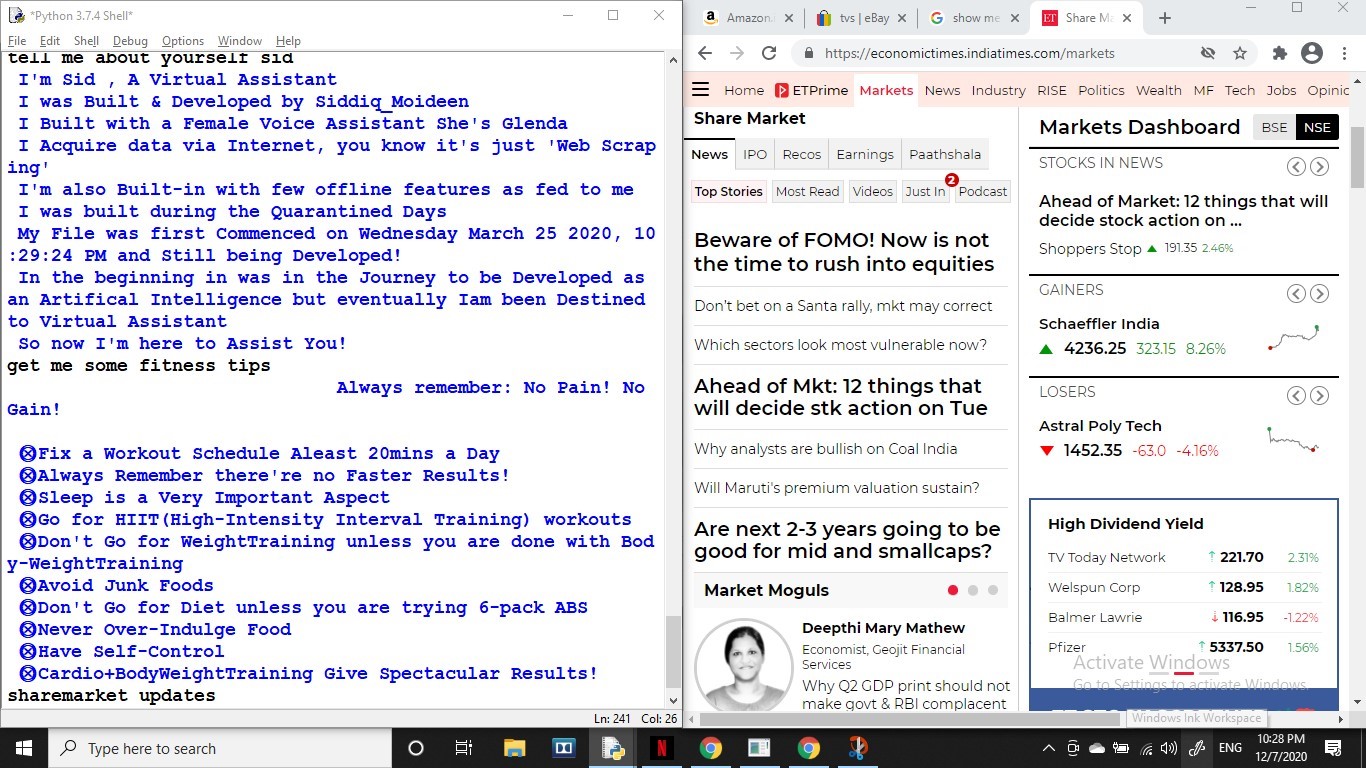 *Python 3.7.4 Shell*
File Edit Shell Debug Options Window Help
tell me about yourself sid
I'm Sid , A Virtual Assistant
I was Built & Developed by Siddiq_Moideen
I Built with a Female Voice Assistant She's Glenda
I Acquire data via Internet, you know it's just 'Web Scrap
ing'
I'm also Built-in with few offline features as fed to me
I was built during the Quarantined Days
My File was first Commenced on Wednesday March 25 2020, 10
:29:24 PM and Still being Developed!
In the beginning in was in the Journey to be Developed as
an Artifical Intelligence but eventually Iam been Destined
to Virtual Assistant
So now I'm here to Assist You!
get me some fitness tips
Always remember: No Pain! No
Gain!
Fix a Workout Schedule Aleast 20mins a Day
Always Remember there're no Faster Results!
Sleep is a Very Important Aspect
Go for HIIT(High-Intensity Interval Training) workouts
Don't Go for WeightTraining unless you are done with Bod
y-WeightTraining
Avoid Junk Foods
Don't Go for Diet unless you are trying 6-pack ABS
Never Over-Indulge Food
Have Self-Control
Cardio+BodyWeightTraining Give Spectacular Results!
sharemarket updates
Ln: 241 Col: 26
Amazon. tvs | eBay show me ET Share Ma
https://economictimes.indiatimes.com/markets
Home ETPrime Markets News Industry RISE Politics Wealth MF Tech Jobs Opinio
Share Market
News IPO Recos Earnings Paathshala
Top Stories Most Read Videos Just In 2 Podcast
Beware of FOMO! Now is not
the time to rush into equities
Don't bet on a Santa rally, mkt may correct
Which sectors look most vulnerable now?
Ahead of Mkt: 12 things that
will decide stk action on Tue
Why analysts are bullish on Coal India
Will Maruti's premium valuation sustain?
Are next 2-3 years going to be
good for mid and smallcaps?
Market Moguls
Deepthi Mary Mathew
Economist, Geojit Financial
Services
Why Q2 GDP print should not
make govt & RBI complacent
Markets Dashboard BSE NSE
STOCKS IN NEWS
Ahead of Market: 12 things that will
decide stock action on ...
Shoppers Stop 191.35 2.46%
GAINERS
Schaeffler India
4236.25 323.15 8.26%
LOSERS
Astral Poly Tech
1452.35 -63.0 -4.16%
High Dividend Yield
TV Today Network 221.70 2.31%
Welspun Corp 128.95 1.82%
Balmer Lawrie 116.95 -1.22%
Pfizer 5337.50 1.56%
Activate Windows
Go to Settings to activate Windows.
Windows Ink Workspace
Type here to search
N
ENG
10:28 PM
12/7/2020